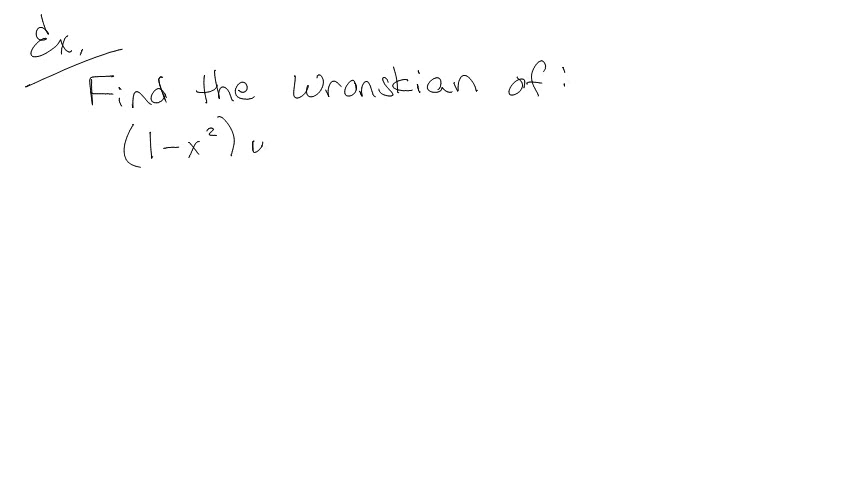 Ex.
Find the Wronskian of:
(1-x²)